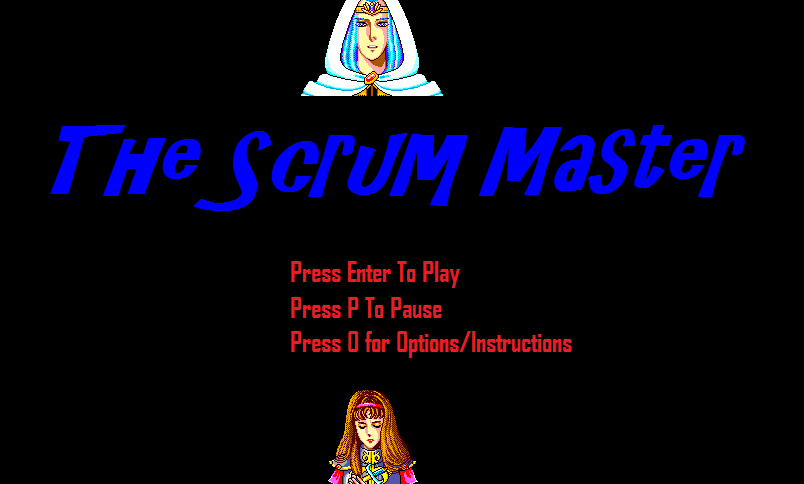 The Scrum Master
Press Enter To Play
Press P To Pause
Press O for Options/Instructions